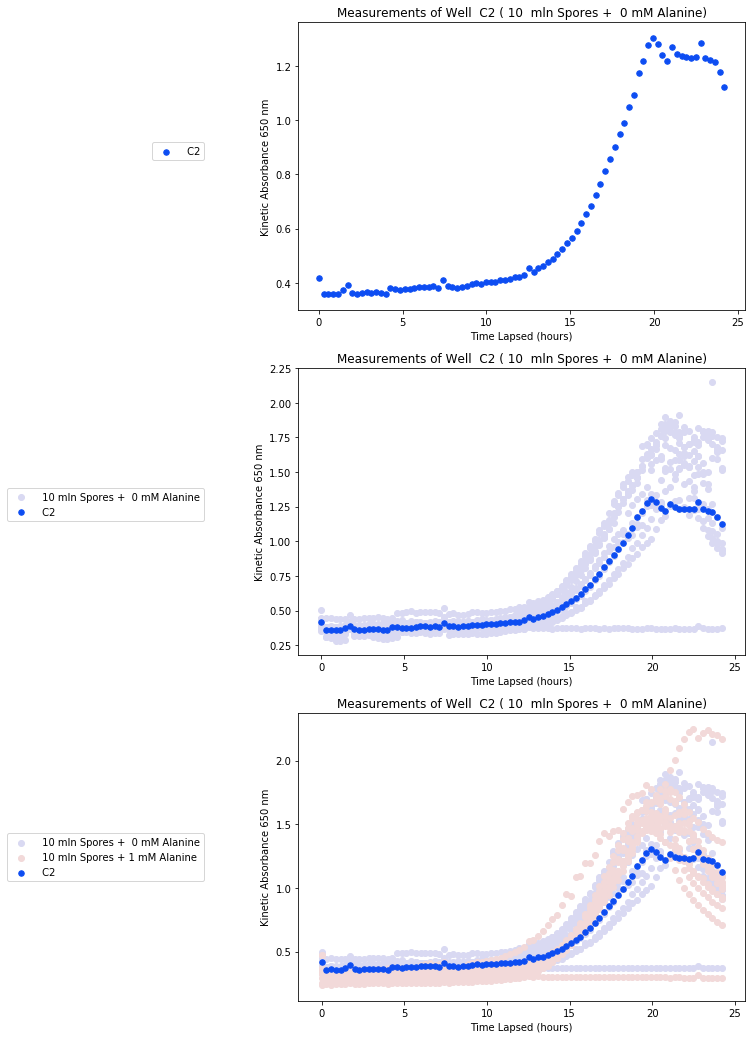 Measurements of Well  C2 ( 10  mln Spores +  0 mM Alanine)
Kinetic Absorbance 650 nm
1.2
1.0
0.8
0.6
0.4
C2
0 5 10 15 20 25
Time Lapsed (hours)
Measurements of Well  C2 ( 10  mln Spores +  0 mM Alanine)
Kinetic Absorbance 650 nm
2.25
2.00
1.75
1.50
1.25
1.00
0.75
0.50
0.25
10 mln Spores +  0 mM Alanine
C2
0 5 10 15 20 25
Time Lapsed (hours)
Measurements of Well  C2 ( 10  mln Spores +  0 mM Alanine)
Kinetic Absorbance 650 nm
2.0
1.5
1.0
0.5
10 mln Spores +  0 mM Alanine
10 mln Spores + 1 mM Alanine
C2
0 5 10 15 20 25
Time Lapsed (hours)